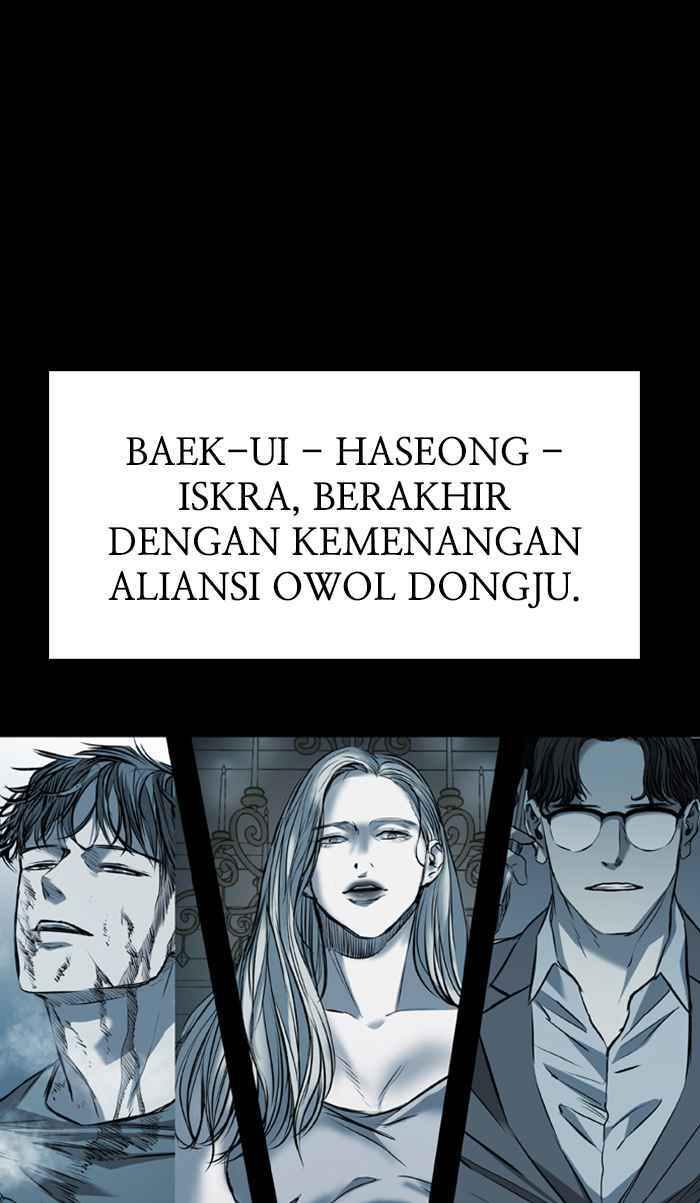 BAEK-UI - HASEONG -
ISKRA, BERAKHIR
DENGAN KEMENANGAN
ALIANSI OWOL DONGJU.